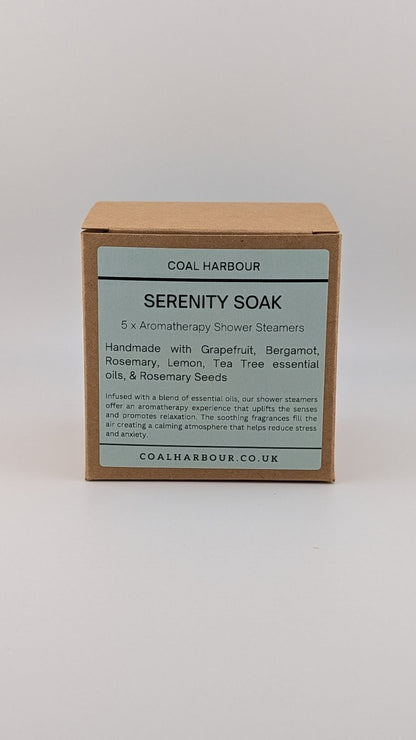 COAL HARBOUR
SERENITY SOAK
5 x Aromatherapy Shower Steamers
Handmade with Grapefruit, Bergamot,
Rosemary, Lemon, Tea Tree essential
oils, & Rosemary Seeds
Infused with a blend of essential oils, our shower steamers
offer an aromatherapy experience that uplifts the senses
and promotes relaxation. The soothing fragrances fill the
air creating a calming atmosphere that helps reduce stress
and anxiety.
COALHARBOUR.CO.UK